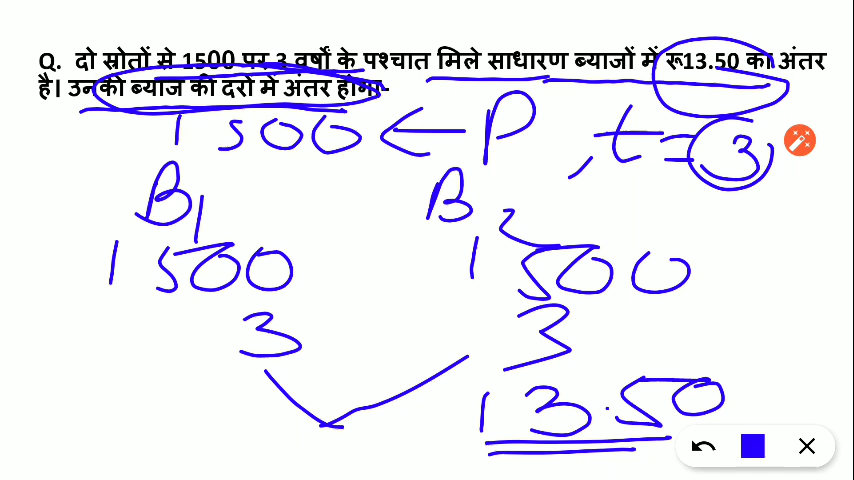 Q. दो स्रोतों से 1500 पर 3 वर्षों के पश्चात मिले साधारण ब्याजों में रू13.50 का अंतर
है। उनकी ब्याज की दरों में अंतर होगा-
1500 ← P, t = 3
B1 B2
1500 1500
3 3
13.50